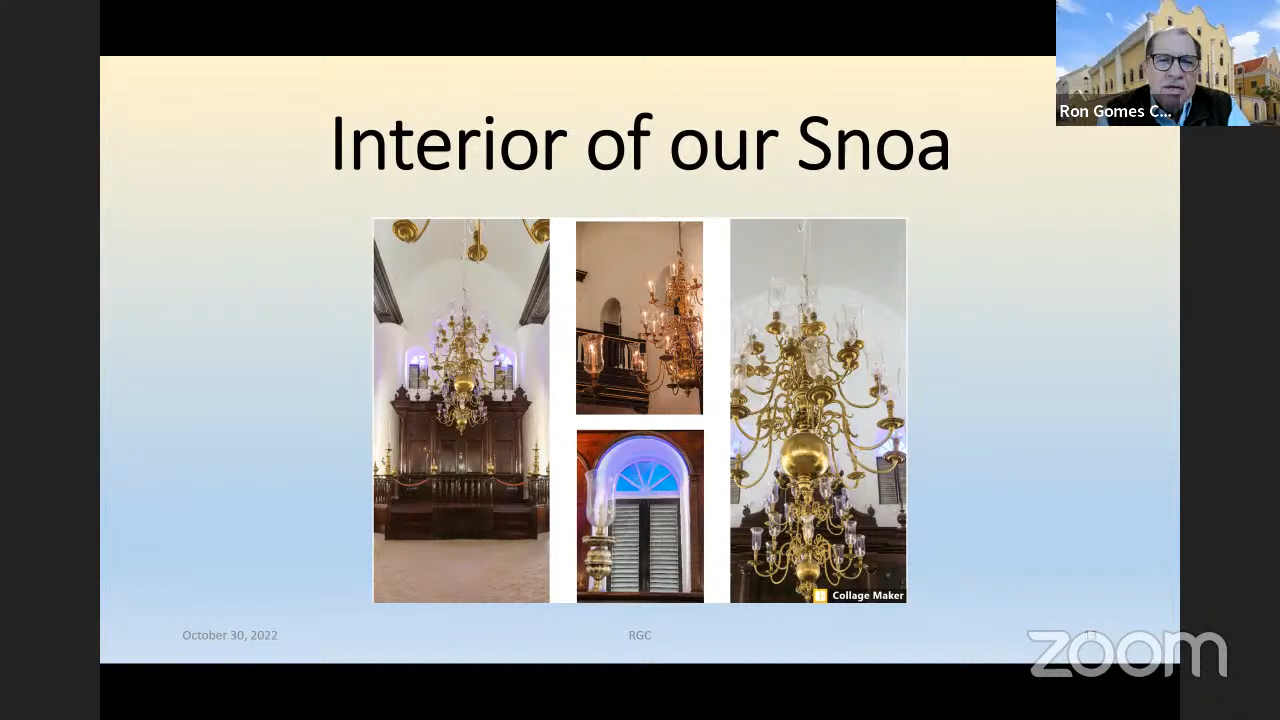 Ron Gomes C...
Interior of our Snoa
Collage Maker
October 30, 2022
RGC
zoom